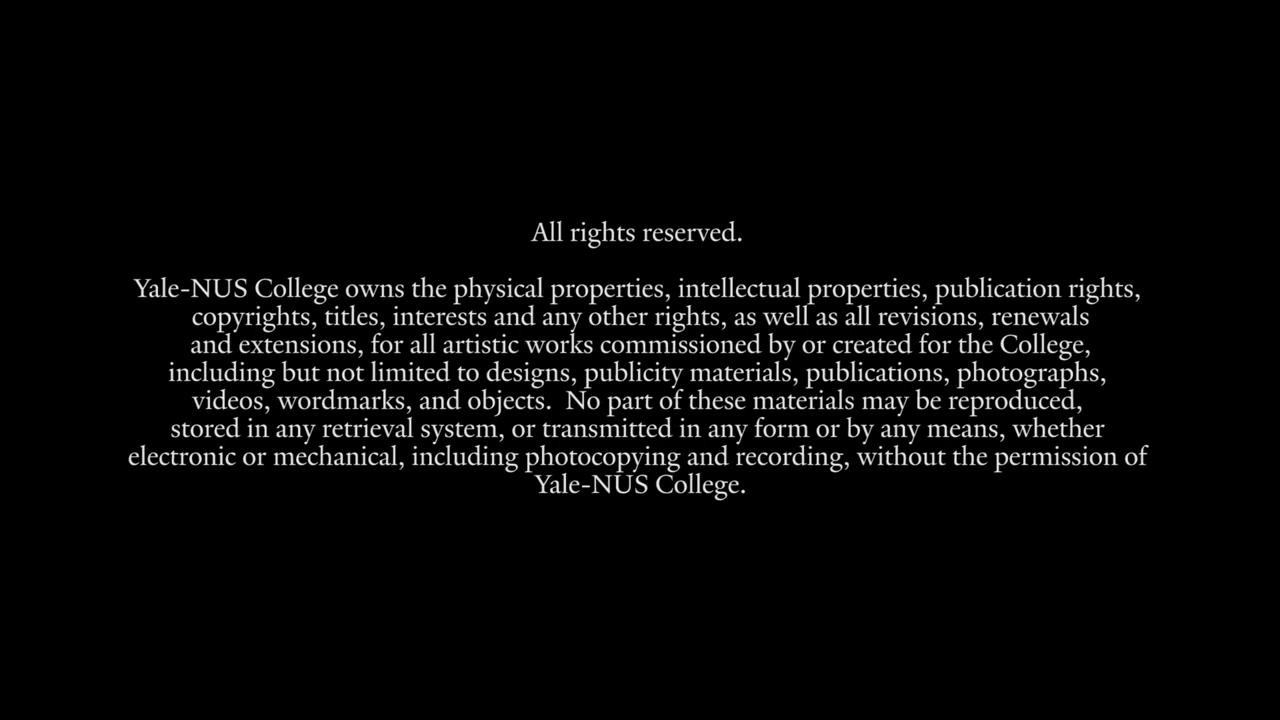 All rights reserved.
Yale-NUS College owns the physical properties, intellectual properties, publication rights,
copyrights, titles, interests and any other rights, as well as all revisions, renewals
and extensions, for all artistic works commissioned by or created for the College,
including but not limited to designs, publicity materials, publications, photographs,
videos, wordmarks, and objects.  No part of these materials may be reproduced,
stored in any retrieval system, or transmitted in any form or by any means, whether
electronic or mechanical, including photocopying and recording, without the permission of
Yale-NUS College.